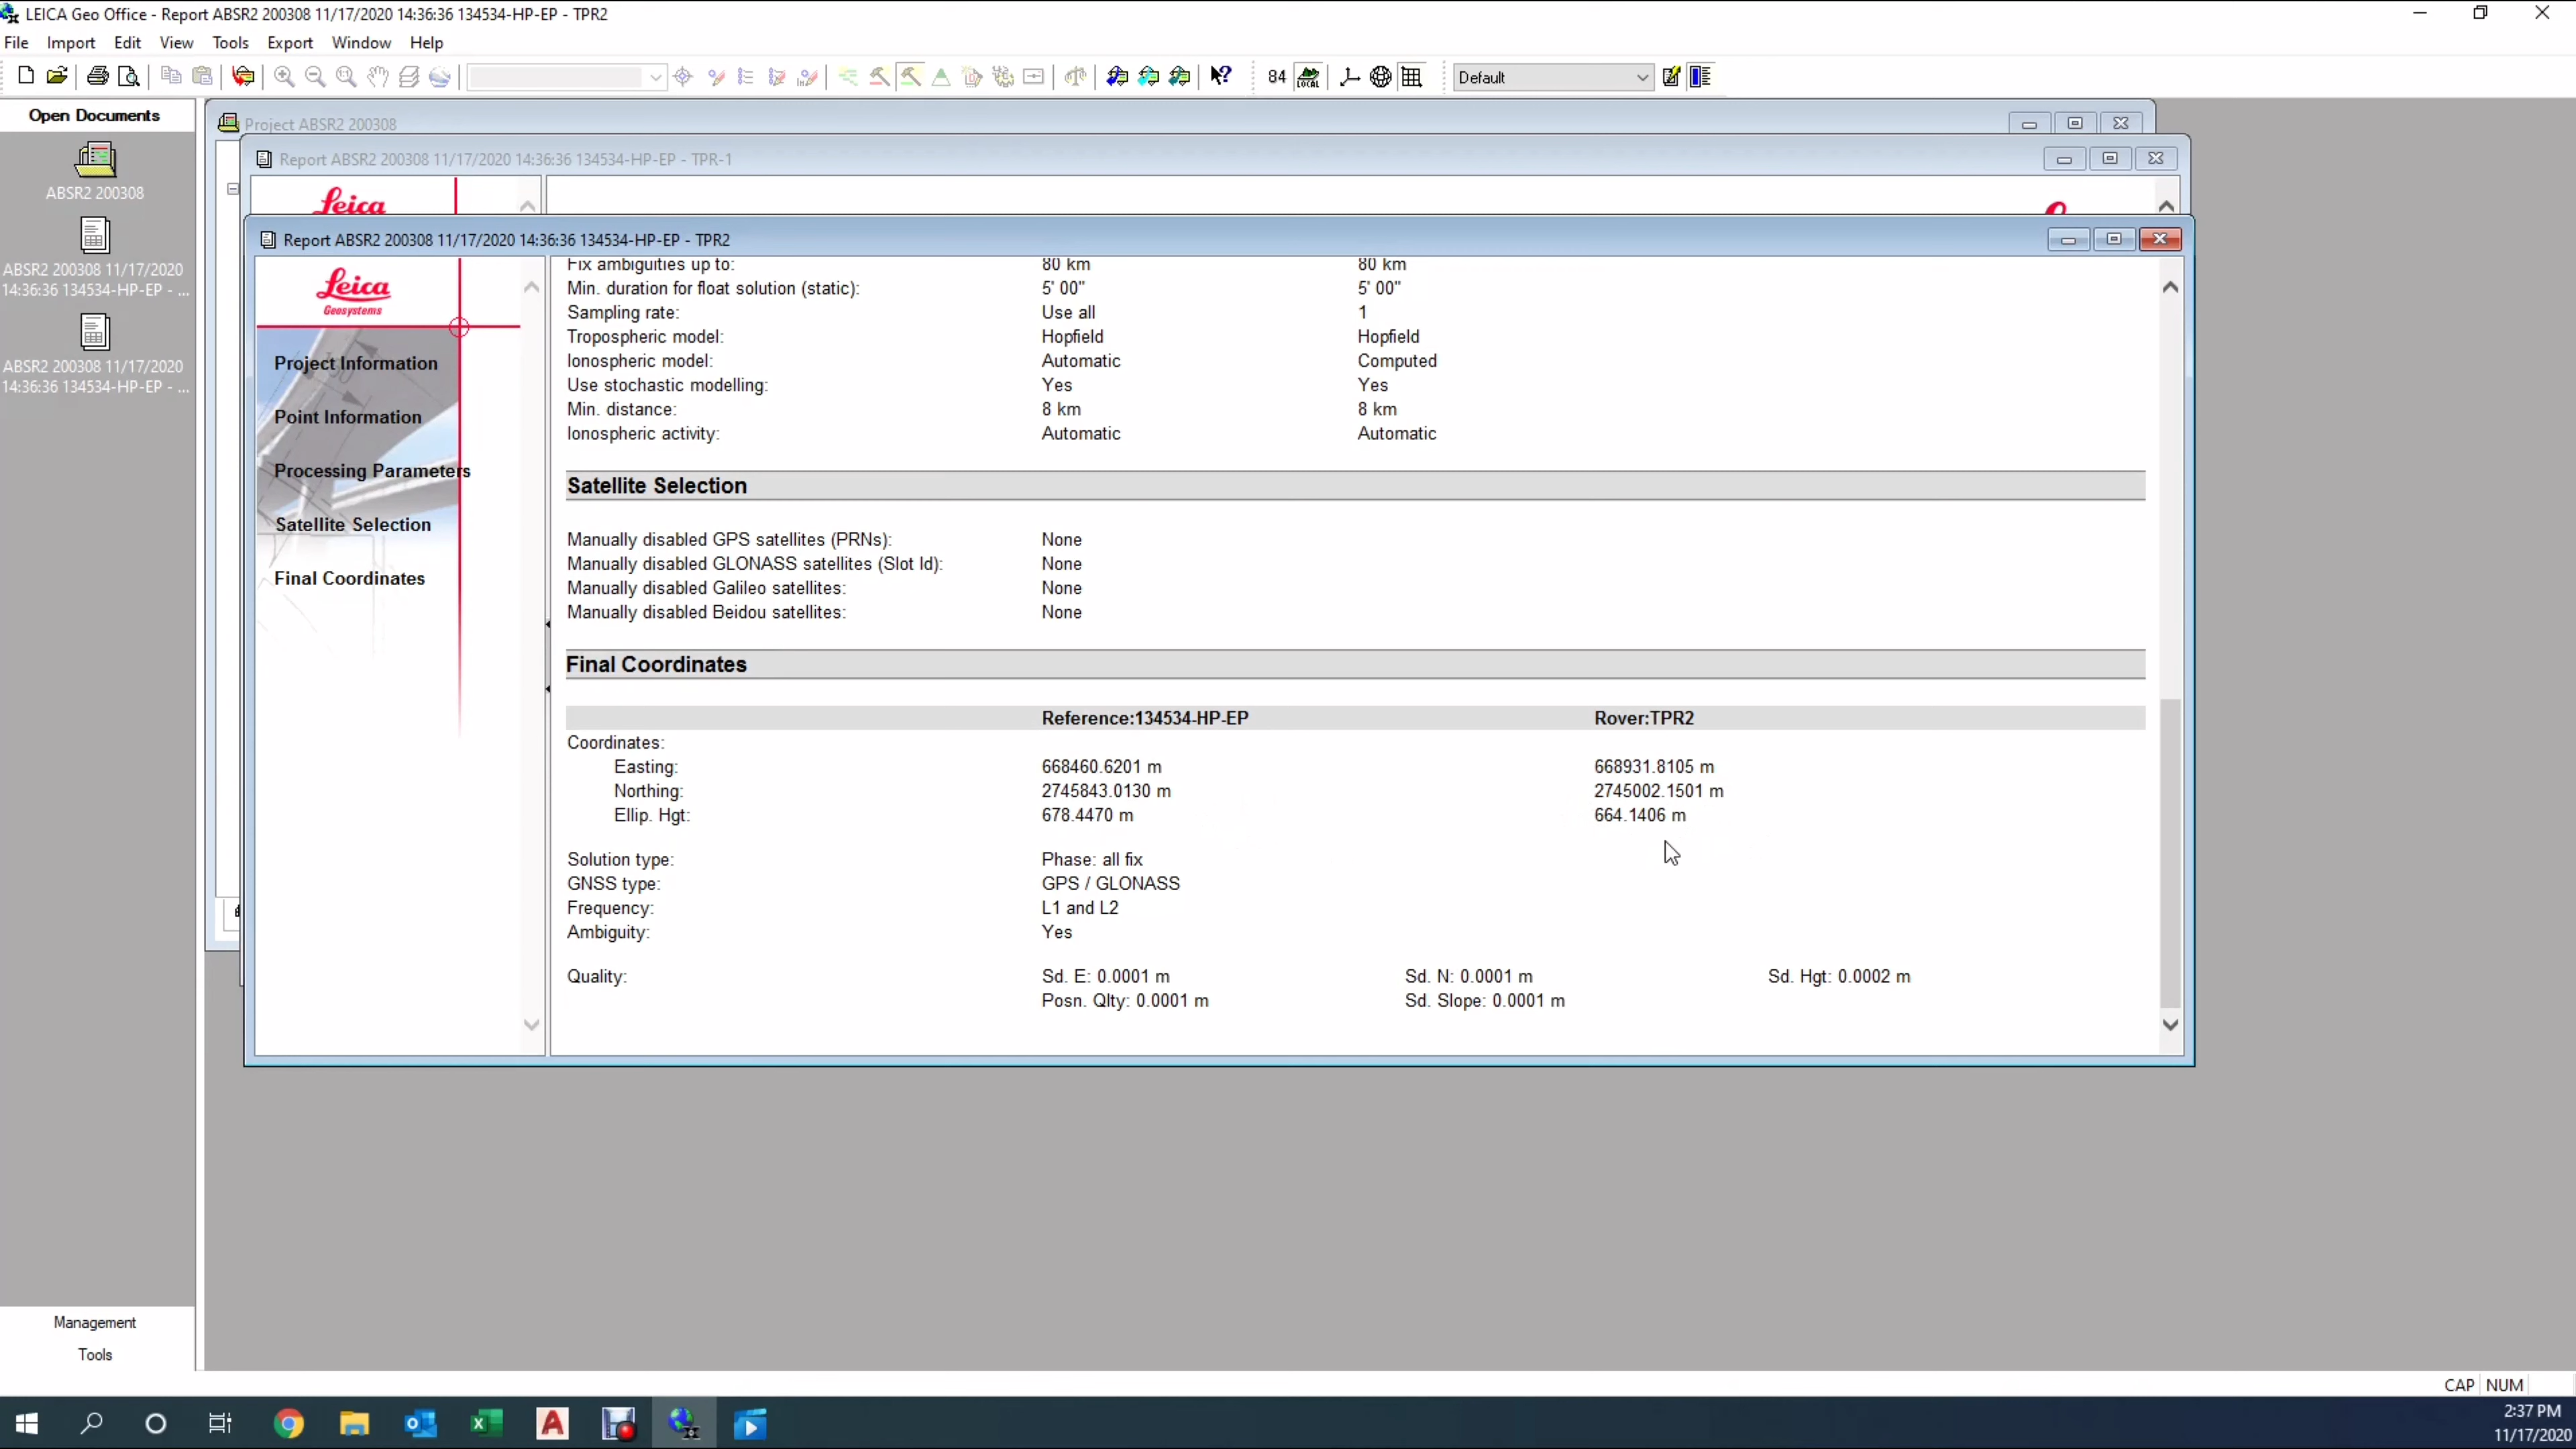 LEICA Geo Office - Report ABSR2 200308 11/17/2020 14:36:36 134534-HP-EP - TPR2
File Import Edit View Tools Export Window Help
84 LOCAL Default
Open Documents
ABSR2 200308
ABSR2 200308 11/17/2020
14:36:36 134534-HP-EP - ...
ABSR2 200308 11/17/2020
14:36:36 134534-HP-EP - ...
Management
Tools
Project ABSR2 200308
Report ABSR2 200308 11/17/2020 14:36:36 134534-HP-EP - TPR-1
Leica
Report ABSR2 200308 11/17/2020 14:36:36 134534-HP-EP - TPR2
Leica
Geosystems
Project Information
Point Information
Processing Parameters
Satellite Selection
Final Coordinates
Fix ambiguities up to: 80 km 80 km
Min. duration for float solution (static): 5' 00" 5' 00"
Sampling rate: Use all 1
Tropospheric model: Hopfield Hopfield
Ionospheric model: Automatic Computed
Use stochastic modelling: Yes Yes
Min. distance: 8 km 8 km
Ionospheric activity: Automatic Automatic
Satellite Selection
Manually disabled GPS satellites (PRNs): None
Manually disabled GLONASS satellites (Slot Id): None
Manually disabled Galileo satellites: None
Manually disabled Beidou satellites: None
Final Coordinates
Reference:134534-HP-EP Rover:TPR2
Coordinates:
Easting: 668460.6201 m 668931.8105 m
Northing: 2745843.0130 m 2745002.1501 m
Ellip. Hgt: 678.4470 m 664.1406 m
Solution type: Phase: all fix
GNSS type: GPS / GLONASS
Frequency: L1 and L2
Ambiguity: Yes
Quality: Sd. E: 0.0001 m Sd. N: 0.0001 m Sd. Hgt: 0.0002 m
Posn. Qlty: 0.0001 m Sd. Slope: 0.0001 m
CAP NUM
2:37 PM
11/17/2020